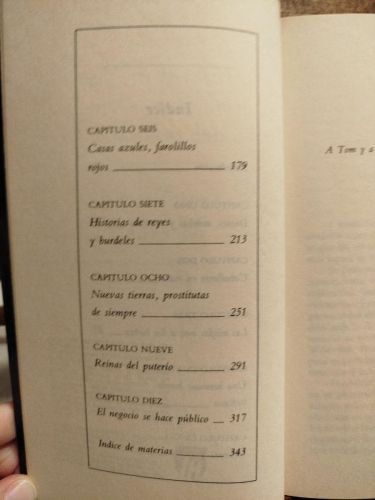 CAPITULO SEIS
Casas azules, farolillos
rojos 179
CAPITULO SIETE
Historias de reyes
y burdeles 213
CAPITULO OCHO
Nuevas tierras, prostitutas
de siempre 251
CAPITULO NUEVE
Reinas del puterío 291
CAPITULO DIEZ
El negocio se hace público 317
Indice de materias 343
A Tom y a